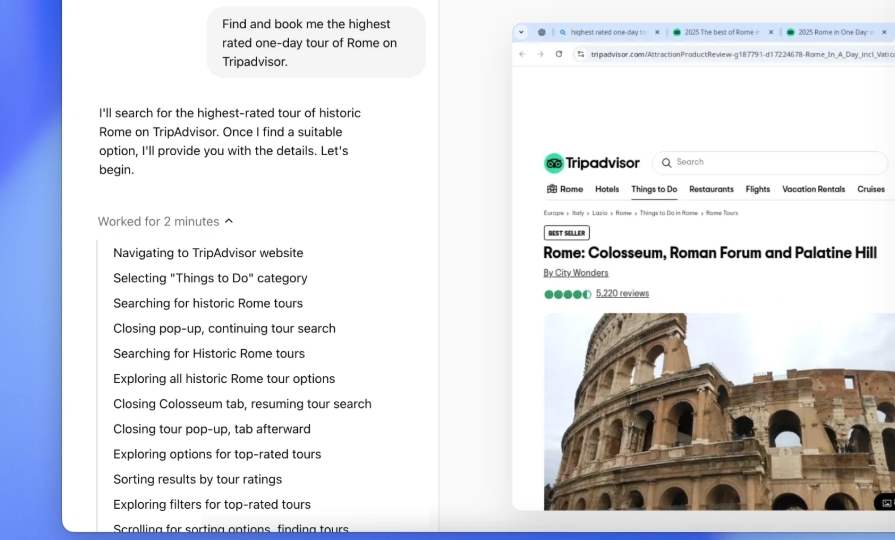 Find and book me the highest
rated one-day tour of Rome on
Tripadvisor.
I'll search for the highest-rated tour of historic
Rome on TripAdvisor. Once I find a suitable
option, I'll provide you with the details. Let's
begin.
Worked for 2 minutes
Navigating to TripAdvisor website
Selecting "Things to Do" category
Searching for historic Rome tours
Closing pop-up, continuing tour search
Searching for Historic Rome tours
Exploring all historic Rome tour options
Closing Colosseum tab, resuming tour search
Closing tour pop-up, tab afterward
Exploring options for top-rated tours
Sorting results by tour ratings
Exploring filters for top-rated tours
Scrolling for sorting options, finding tours
highest rated one-day to
2025 The best of Rome in
2025 Rome in One Day
tripadvisor.com/AttractionProductReview-g187791-d17224678-Rome_In_A_Day_incl_Vatic
Tripadvisor
Search
Rome Hotels Things to Do Restaurants Flights Vacation Rentals Cruises
Europe › Italy › Lazio › Rome › Things to Do in Rome › Rome Tours
BEST SELLER
Rome: Colosseum, Roman Forum and Palatine Hill
By City Wonders
5,220 reviews